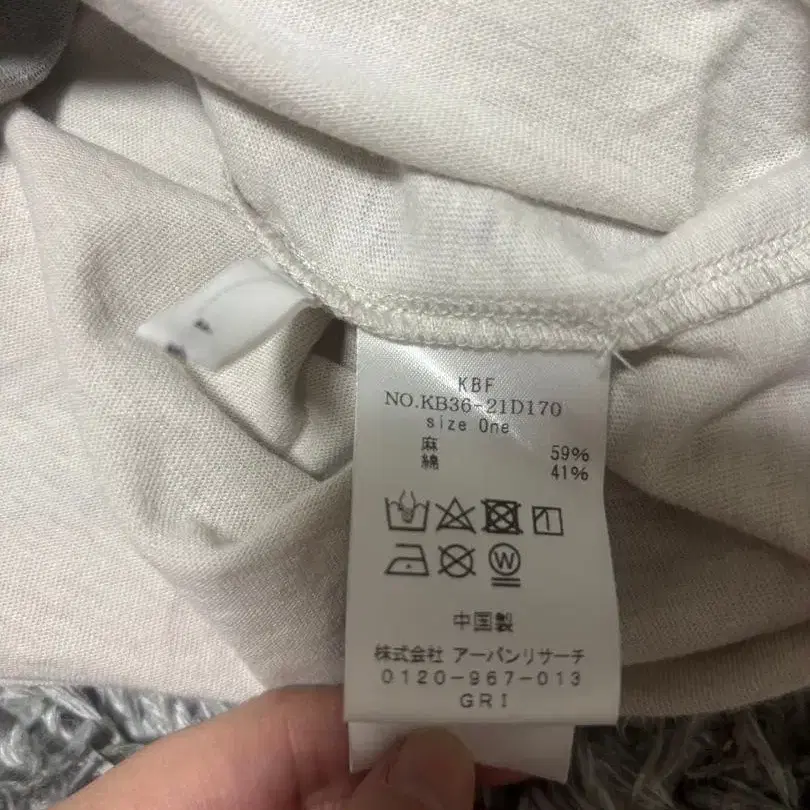 KBF
NO.KB36-21D170
size One
麻 59%
綿 41%
W
中国製
株式会社 アーバンリサーチ
0120-967-013
GRI